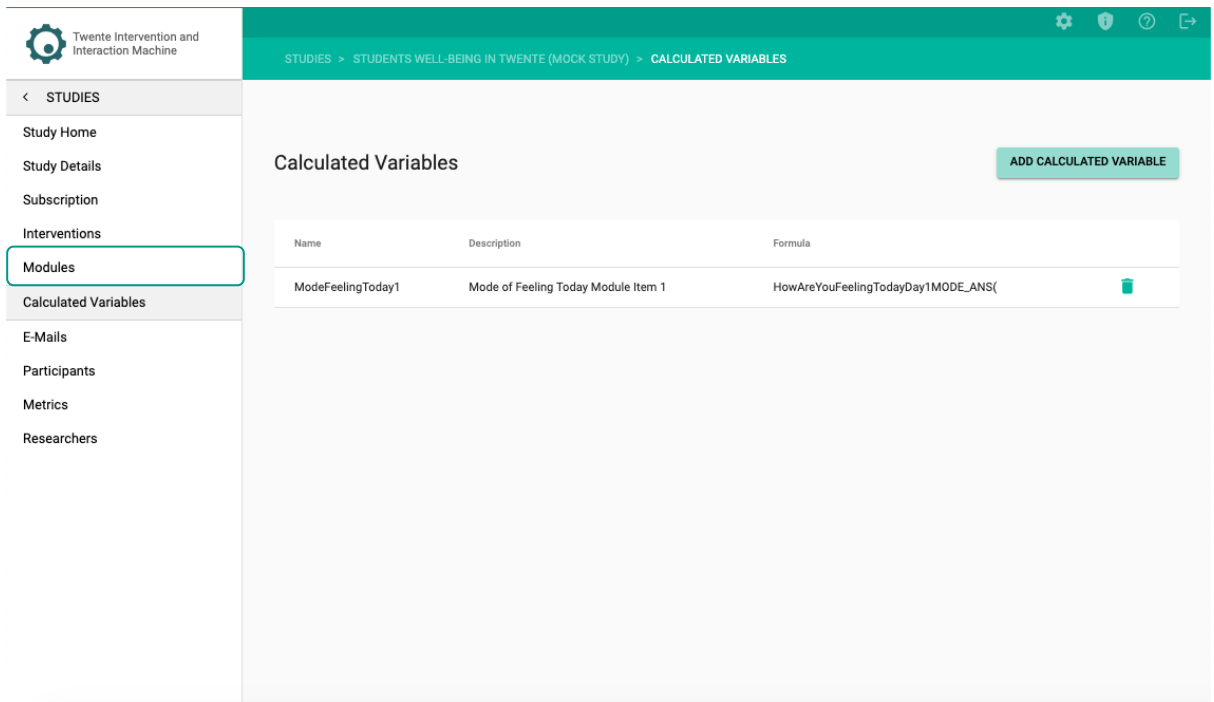 Twente Intervention and
Interaction Machine
STUDIES > STUDENTS WELL-BEING IN TWENTE (MOCK STUDY) > CALCULATED VARIABLES
< STUDIES
Study Home
Study Details
Subscription
Interventions
Modules
Calculated Variables
E-Mails
Participants
Metrics
Researchers
Calculated Variables
ADD CALCULATED VARIABLE
Name Description Formula
ModeFeelingToday1 Mode of Feeling Today Module Item 1 HowAreYouFeelingTodayDay1MODE_ANS(